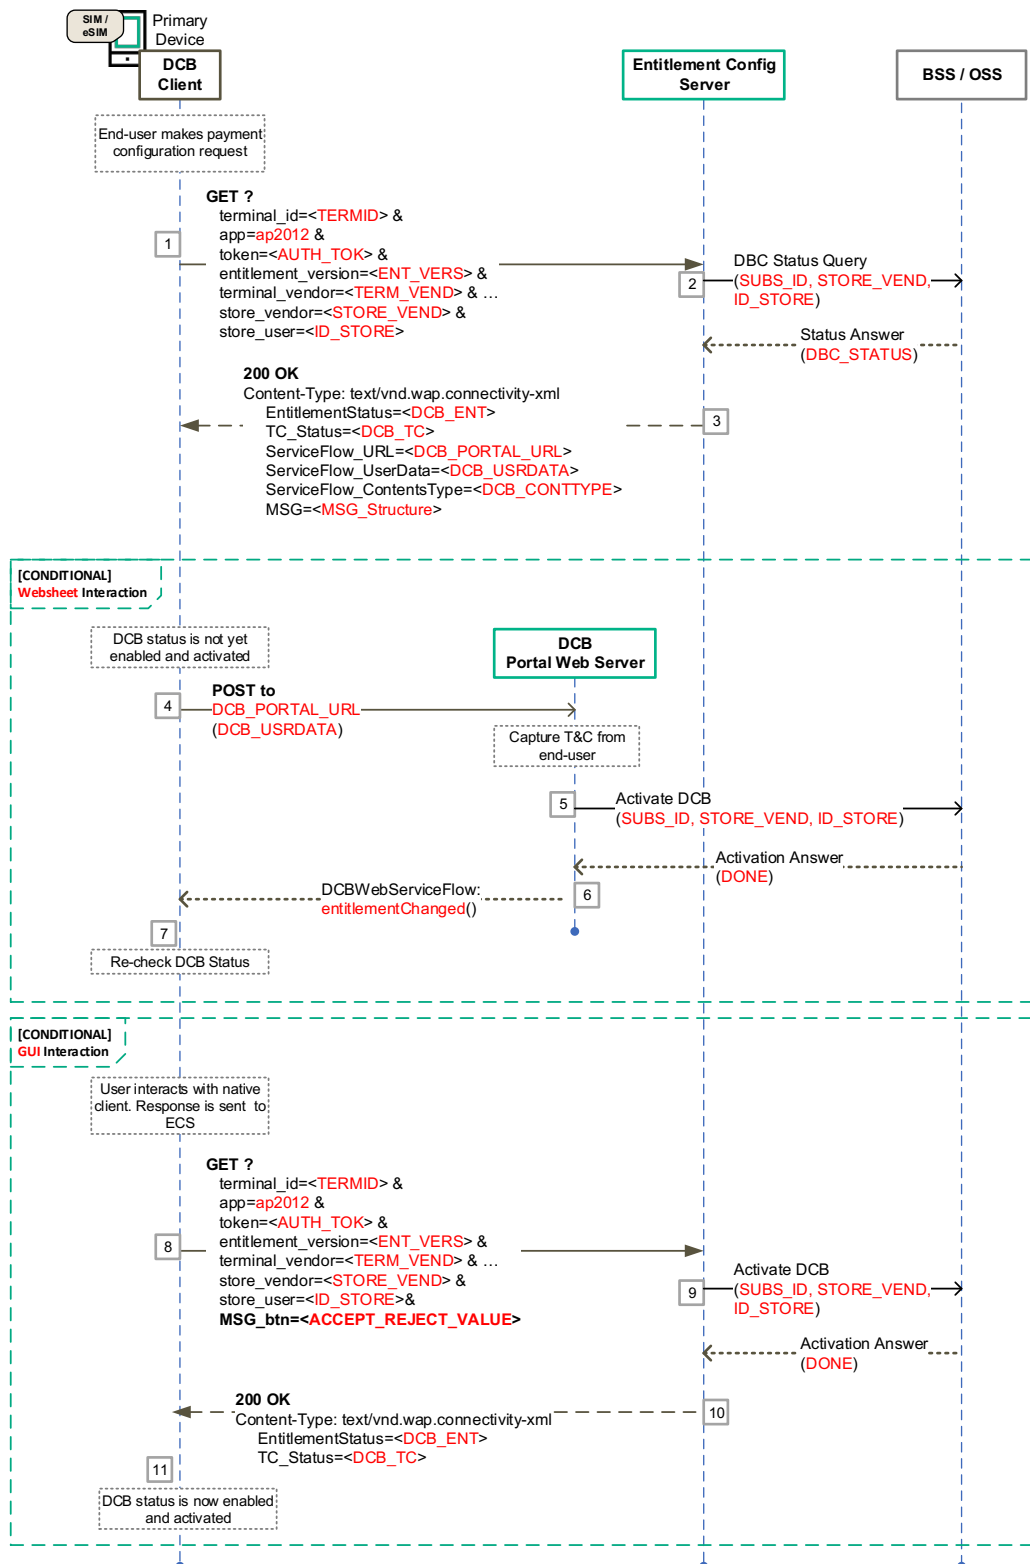 SIM /
eSIM
Primary
Device
DCB
Client
Entitlement Config
Server
BSS / OSS
End-user makes payment
configuration request
GET ?
terminal_id=<TERMID> &
app=ap2012 &
token=<AUTH_TOK> &
entitlement_version=<ENT_VERS> &
terminal_vendor=<TERM_VEND> & …
store_vendor=<STORE_VEND> &
store_user=<ID_STORE>
1
2
DBC Status Query
(SUBS_ID, STORE_VEND,
ID_STORE)
Status Answer
(DBC_STATUS)
200 OK
Content-Type: text/vnd.wap.connectivity-xml
EntitlementStatus=<DCB_ENT>
TC_Status=<DCB_TC>
ServiceFlow_URL=<DCB_PORTAL_URL>
ServiceFlow_UserData=<DCB_USRDATA>
ServiceFlow_ContentsType=<DCB_CONTTYPE>
MSG=<MSG_Structure>
3
[CONDITIONAL]
Websheet Interaction
DCB status is not yet
enabled and activated
DCB
Portal Web Server
4
POST to
DCB_PORTAL_URL
(DCB_USRDATA)
Capture T&C from
end-user
5
Activate DCB
(SUBS_ID, STORE_VEND, ID_STORE)
Activation Answer
(DONE)
6
DCBWebServiceFlow:
entitlementChanged()
7
Re-check DCB Status
[CONDITIONAL]
GUI Interaction
User interacts with native
client. Response is sent to
ECS
GET ?
terminal_id=<TERMID> &
app=ap2012 &
token=<AUTH_TOK> &
entitlement_version=<ENT_VERS> &
terminal_vendor=<TERM_VEND> & …
store_vendor=<STORE_VEND> &
store_user=<ID_STORE>&
MSG_btn=<ACCEPT_REJECT_VALUE>
8
9
Activate DCB
(SUBS_ID, STORE_VEND,
ID_STORE)
Activation Answer
(DONE)
200 OK
Content-Type: text/vnd.wap.connectivity-xml
EntitlementStatus=<DCB_ENT>
TC_Status=<DCB_TC>
10
11
DCB status is now enabled
and activated